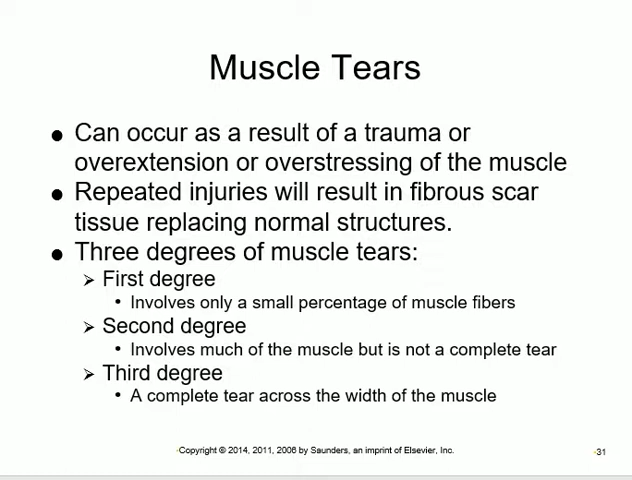 Muscle Tears
● Can occur as a result of a trauma or
overextension or overstressing of the muscle
● Repeated injuries will result in fibrous scar
tissue replacing normal structures.
● Three degrees of muscle tears:
➢ First degree
• Involves only a small percentage of muscle fibers
➢ Second degree
• Involves much of the muscle but is not a complete tear
➢ Third degree
• A complete tear across the width of the muscle
•Copyright © 2014, 2011, 2006 by Saunders, an imprint of Elsevier, Inc.
•31